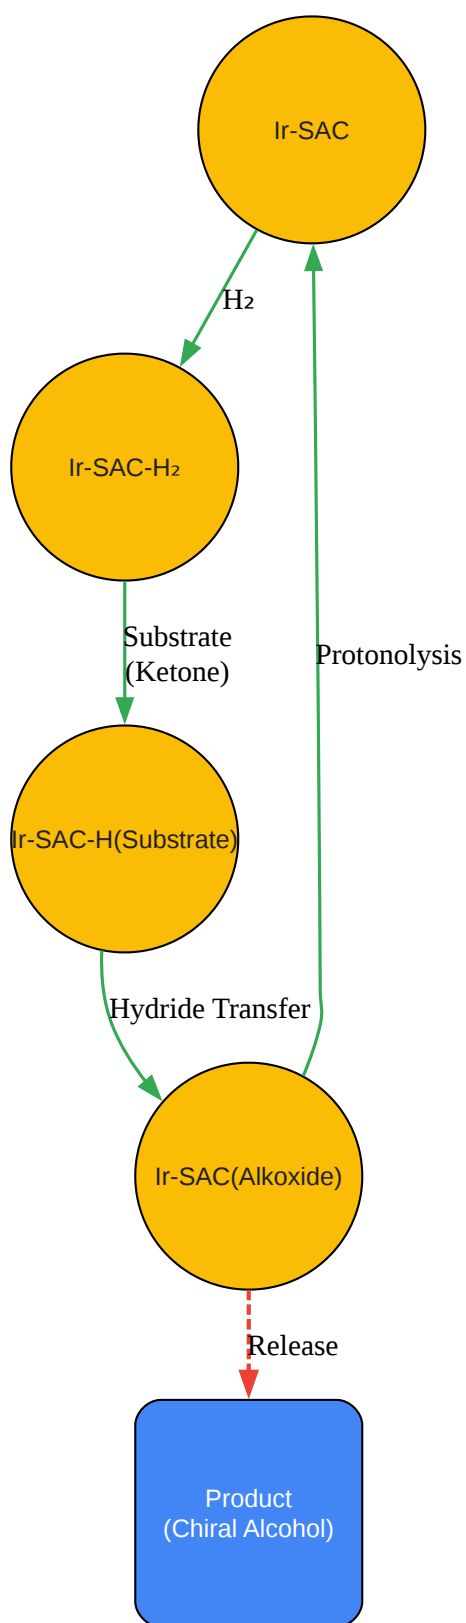 Ir-SAC
H₂
Ir-SAC-H₂
Substrate
(Ketone)
Protonolysis
Ir-SAC-H(Substrate)
Hydride Transfer
Ir-SAC(Alkoxide)
Release
Product
(Chiral Alcohol)